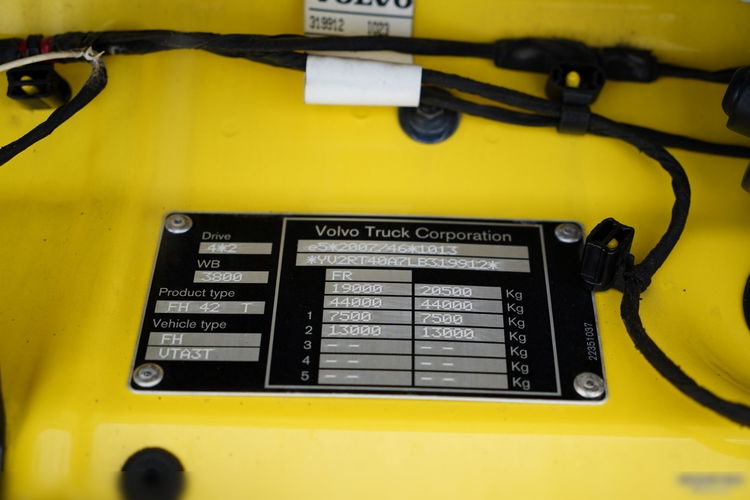 VOLVO
319912 1023
Drive
4*2
WB
3800
Product type
FH 42 T
Vehicle type
FH
VTA3T
Volvo Truck Corporation
e5*2007/46*1013
*YV2RT40A7LB319912*
FR
19000 20500 Kg
44000 44000 Kg
1 7500 7500 Kg
2 13000 13000 Kg
3 - - - - Kg
4 - - - - Kg
5 - - - - Kg
22351037